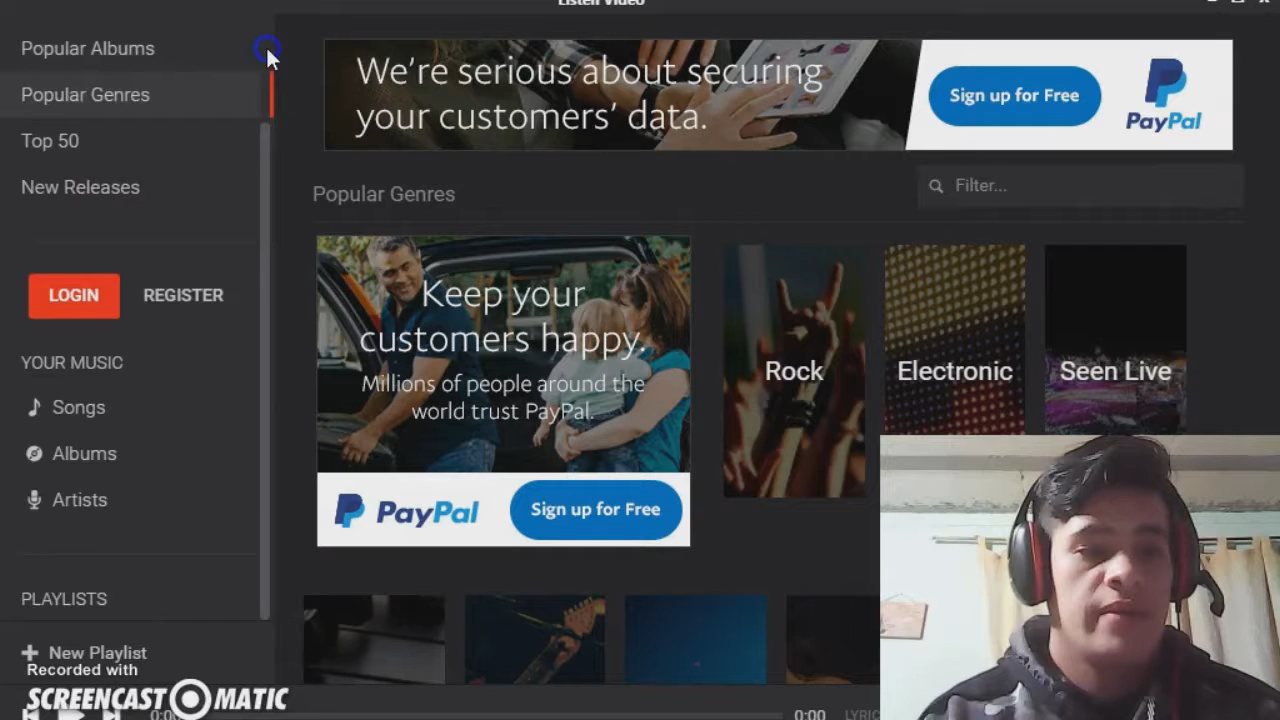 Listen Video
Popular Albums
Popular Genres
Top 50
New Releases
LOGIN
REGISTER
YOUR MUSIC
Songs
Albums
Artists
PLAYLISTS
New Playlist
Recorded with
SCREENCAST MATIC
We're serious about securing
your customers' data.
Sign up for Free
PayPal
Popular Genres
Filter...
Keep your
customers happy.
Millions of people around the
world trust PayPal.
PayPal
Sign up for Free
Rock
Electronic
Seen Live
0:00
0:00
LYRIC